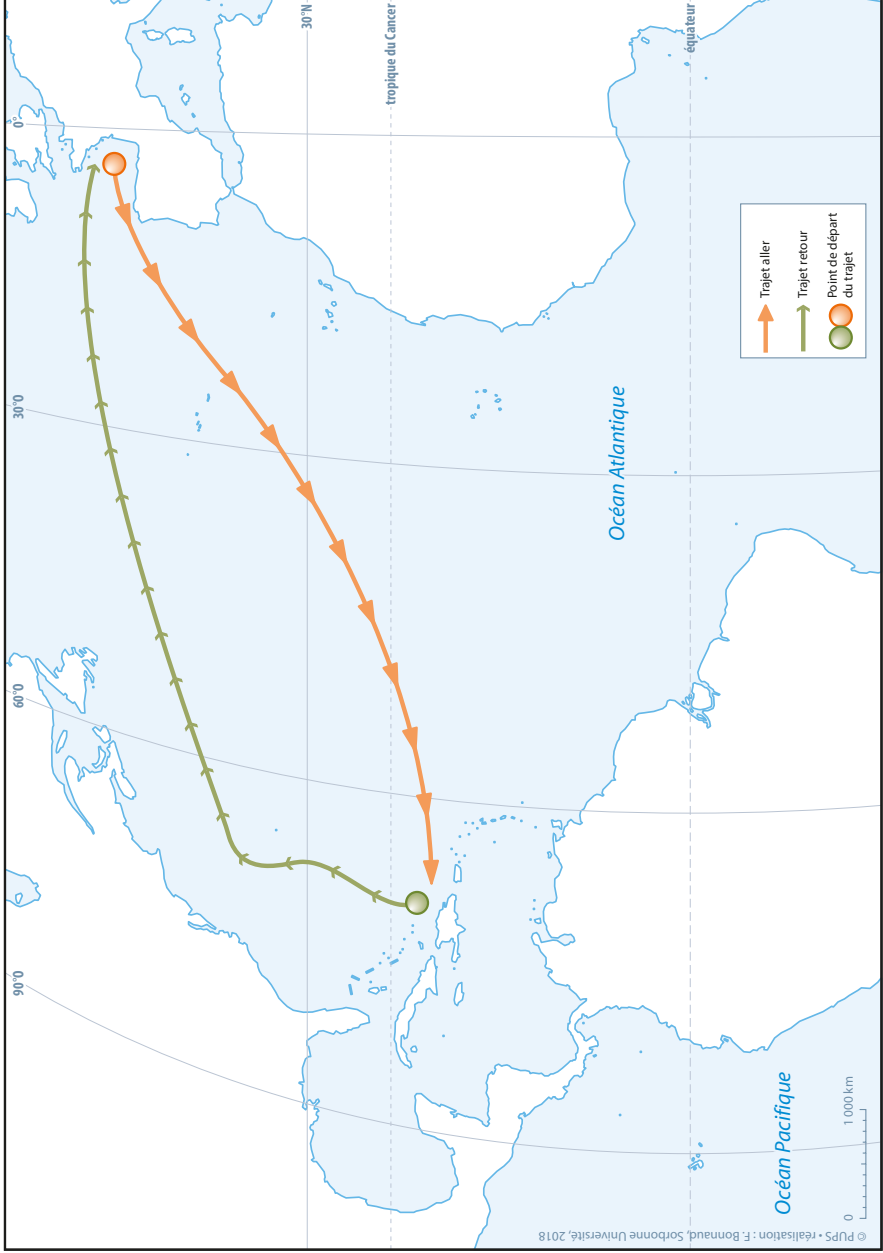 90°O
60°O
30°O
0°
30°N
tropique du Cancer
équateur
Océan Atlantique
Océan Pacifique
Trajet aller
Trajet retour
Point de départ
du trajet
0
1 000 km
© PUPS • réalisation : F. Bonnaud, Sorbonne Université, 2018